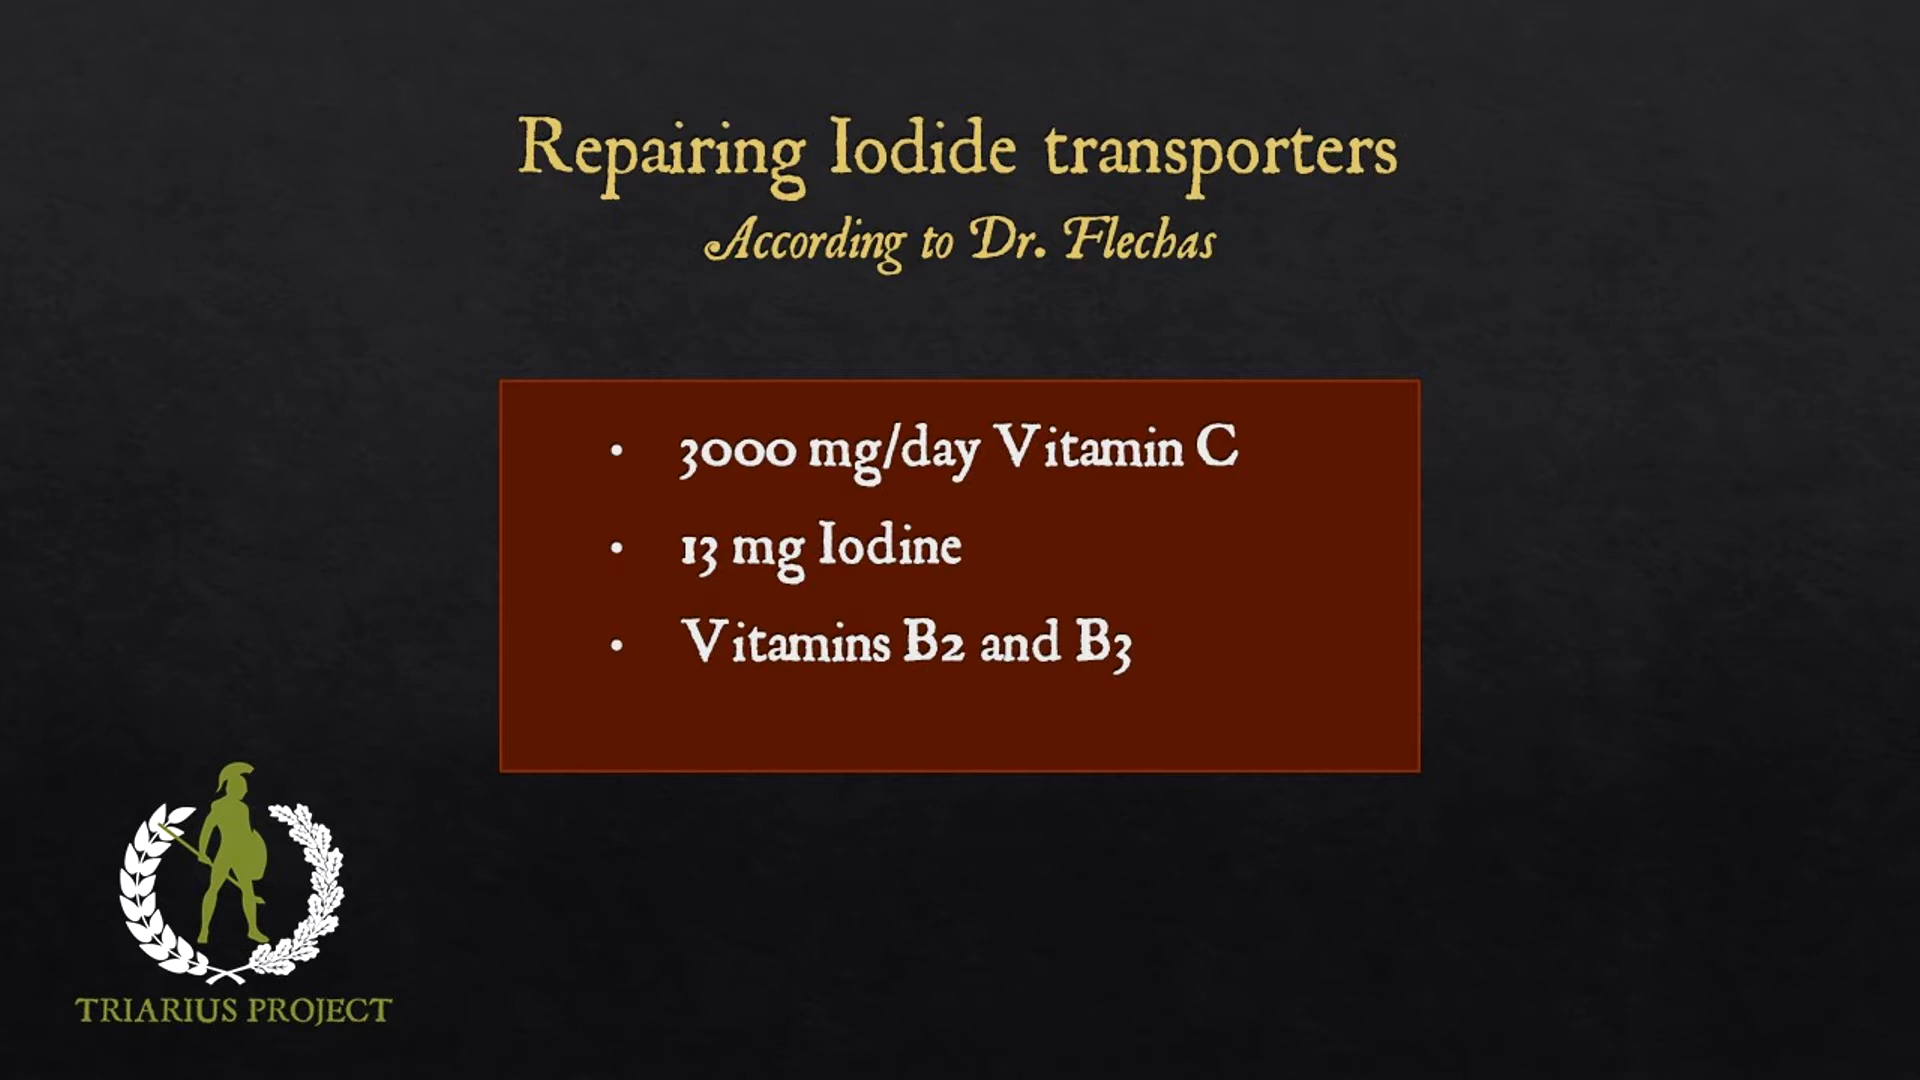 Repairing Iodide transporters
According to Dr. Flechas
• 3000 mg/day Vitamin C
• 13 mg Iodine
• Vitamins B2 and B3
TRIARIUS PROJECT